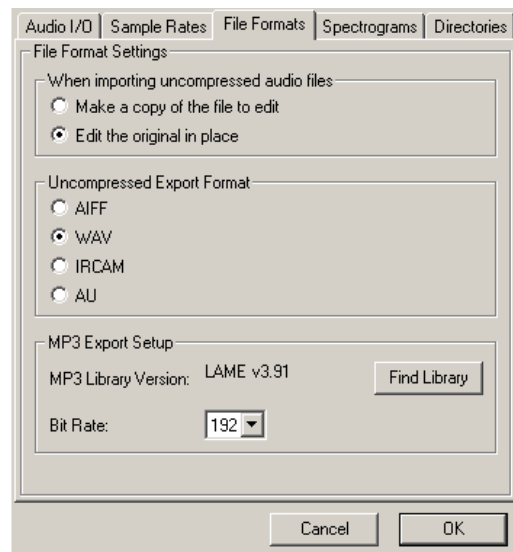 Audio I/O Sample Rates File Formats Spectrograms Directories
File Format Settings
When importing uncompressed audio files
Make a copy of the file to edit
Edit the original in place
Uncompressed Export Format
AIFF
WAV
IRCAM
AU
MP3 Export Setup
MP3 Library Version: LAME v3.91 Find Library
Bit Rate: 192
Cancel OK